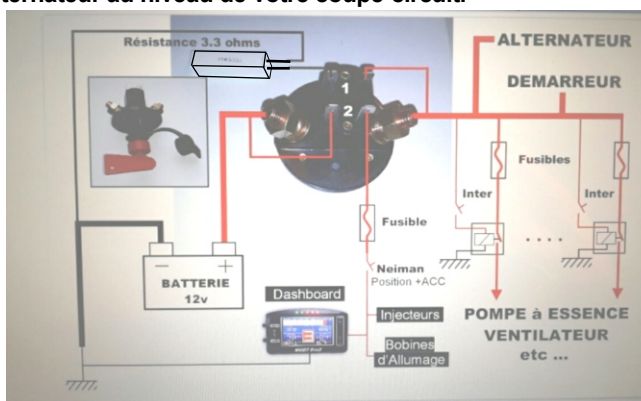 ternateur au niveau de votre coupe-circuit.
Résistance 3,3 ohms
1
2
ALTERNATEUR
DEMARREUR
Fusibles
Inter
Inter
Fusible
Neiman
Position +ACC
BATTERIE
12v
Dashboard
Injecteurs
Bobines
d'Allumage
POMPE à ESSENCE
VENTILATEUR
etc ...